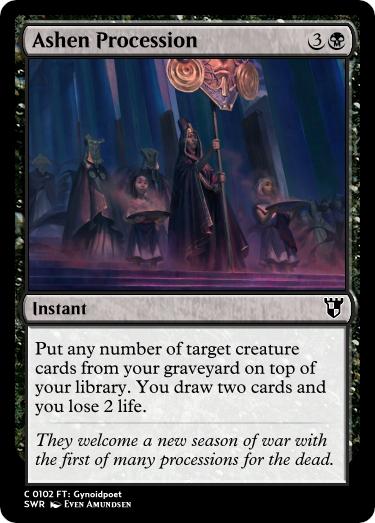 Ashen Procession 3
Instant
Put any number of target creature
cards from your graveyard on top of
your library. You draw two cards and
you lose 2 life.
They welcome a new season of war with
the first of many processions for the dead.
C 0102 FT: Gynoidpoet
SWR Even Amundsen